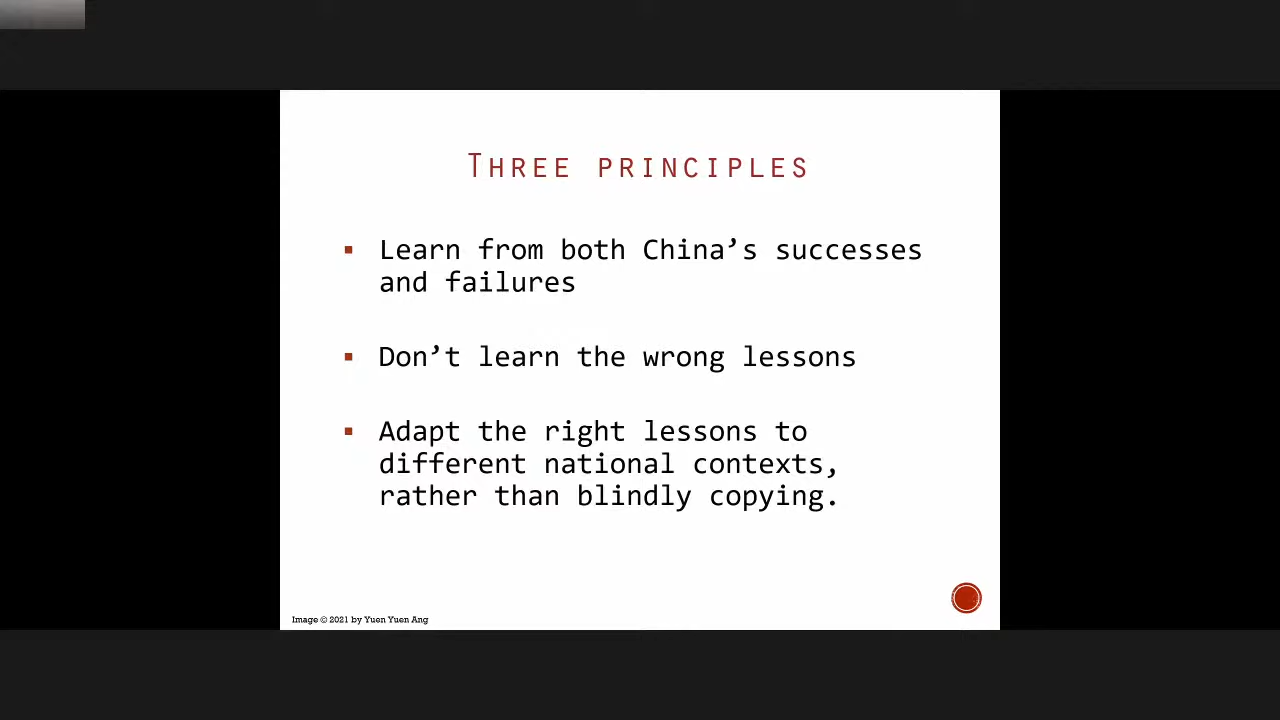 Three principles
▪ Learn from both China’s successes
and failures
▪ Don’t learn the wrong lessons
▪ Adapt the right lessons to
different national contexts,
rather than blindly copying.
Image © 2021 by Yuen Yuen Ang